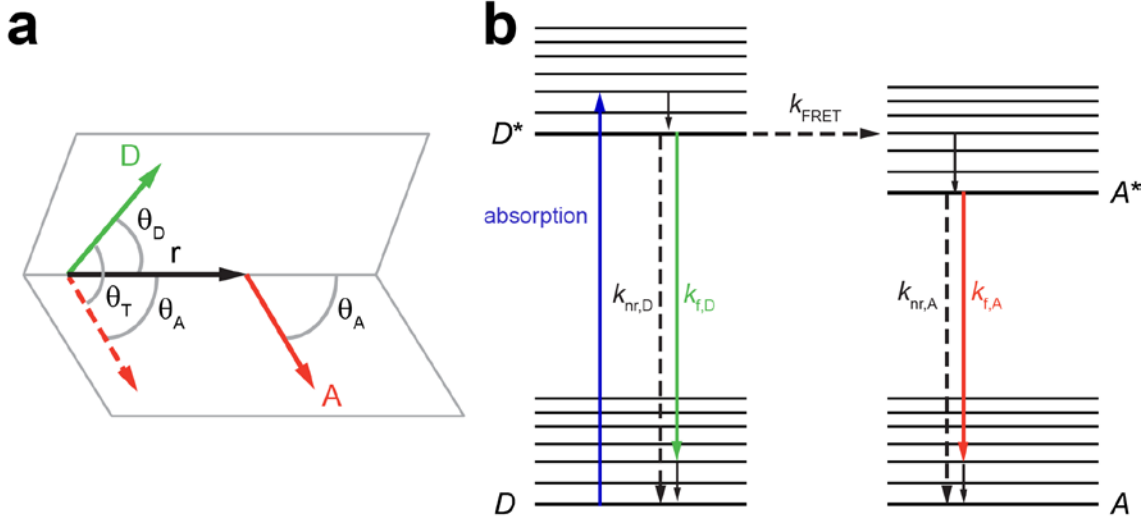 a
D
θD
r
θT
θA
θA
A
b
D*
kFRET
A*
absorption
knr,D
kf,D
knr,A
kf,A
D
A